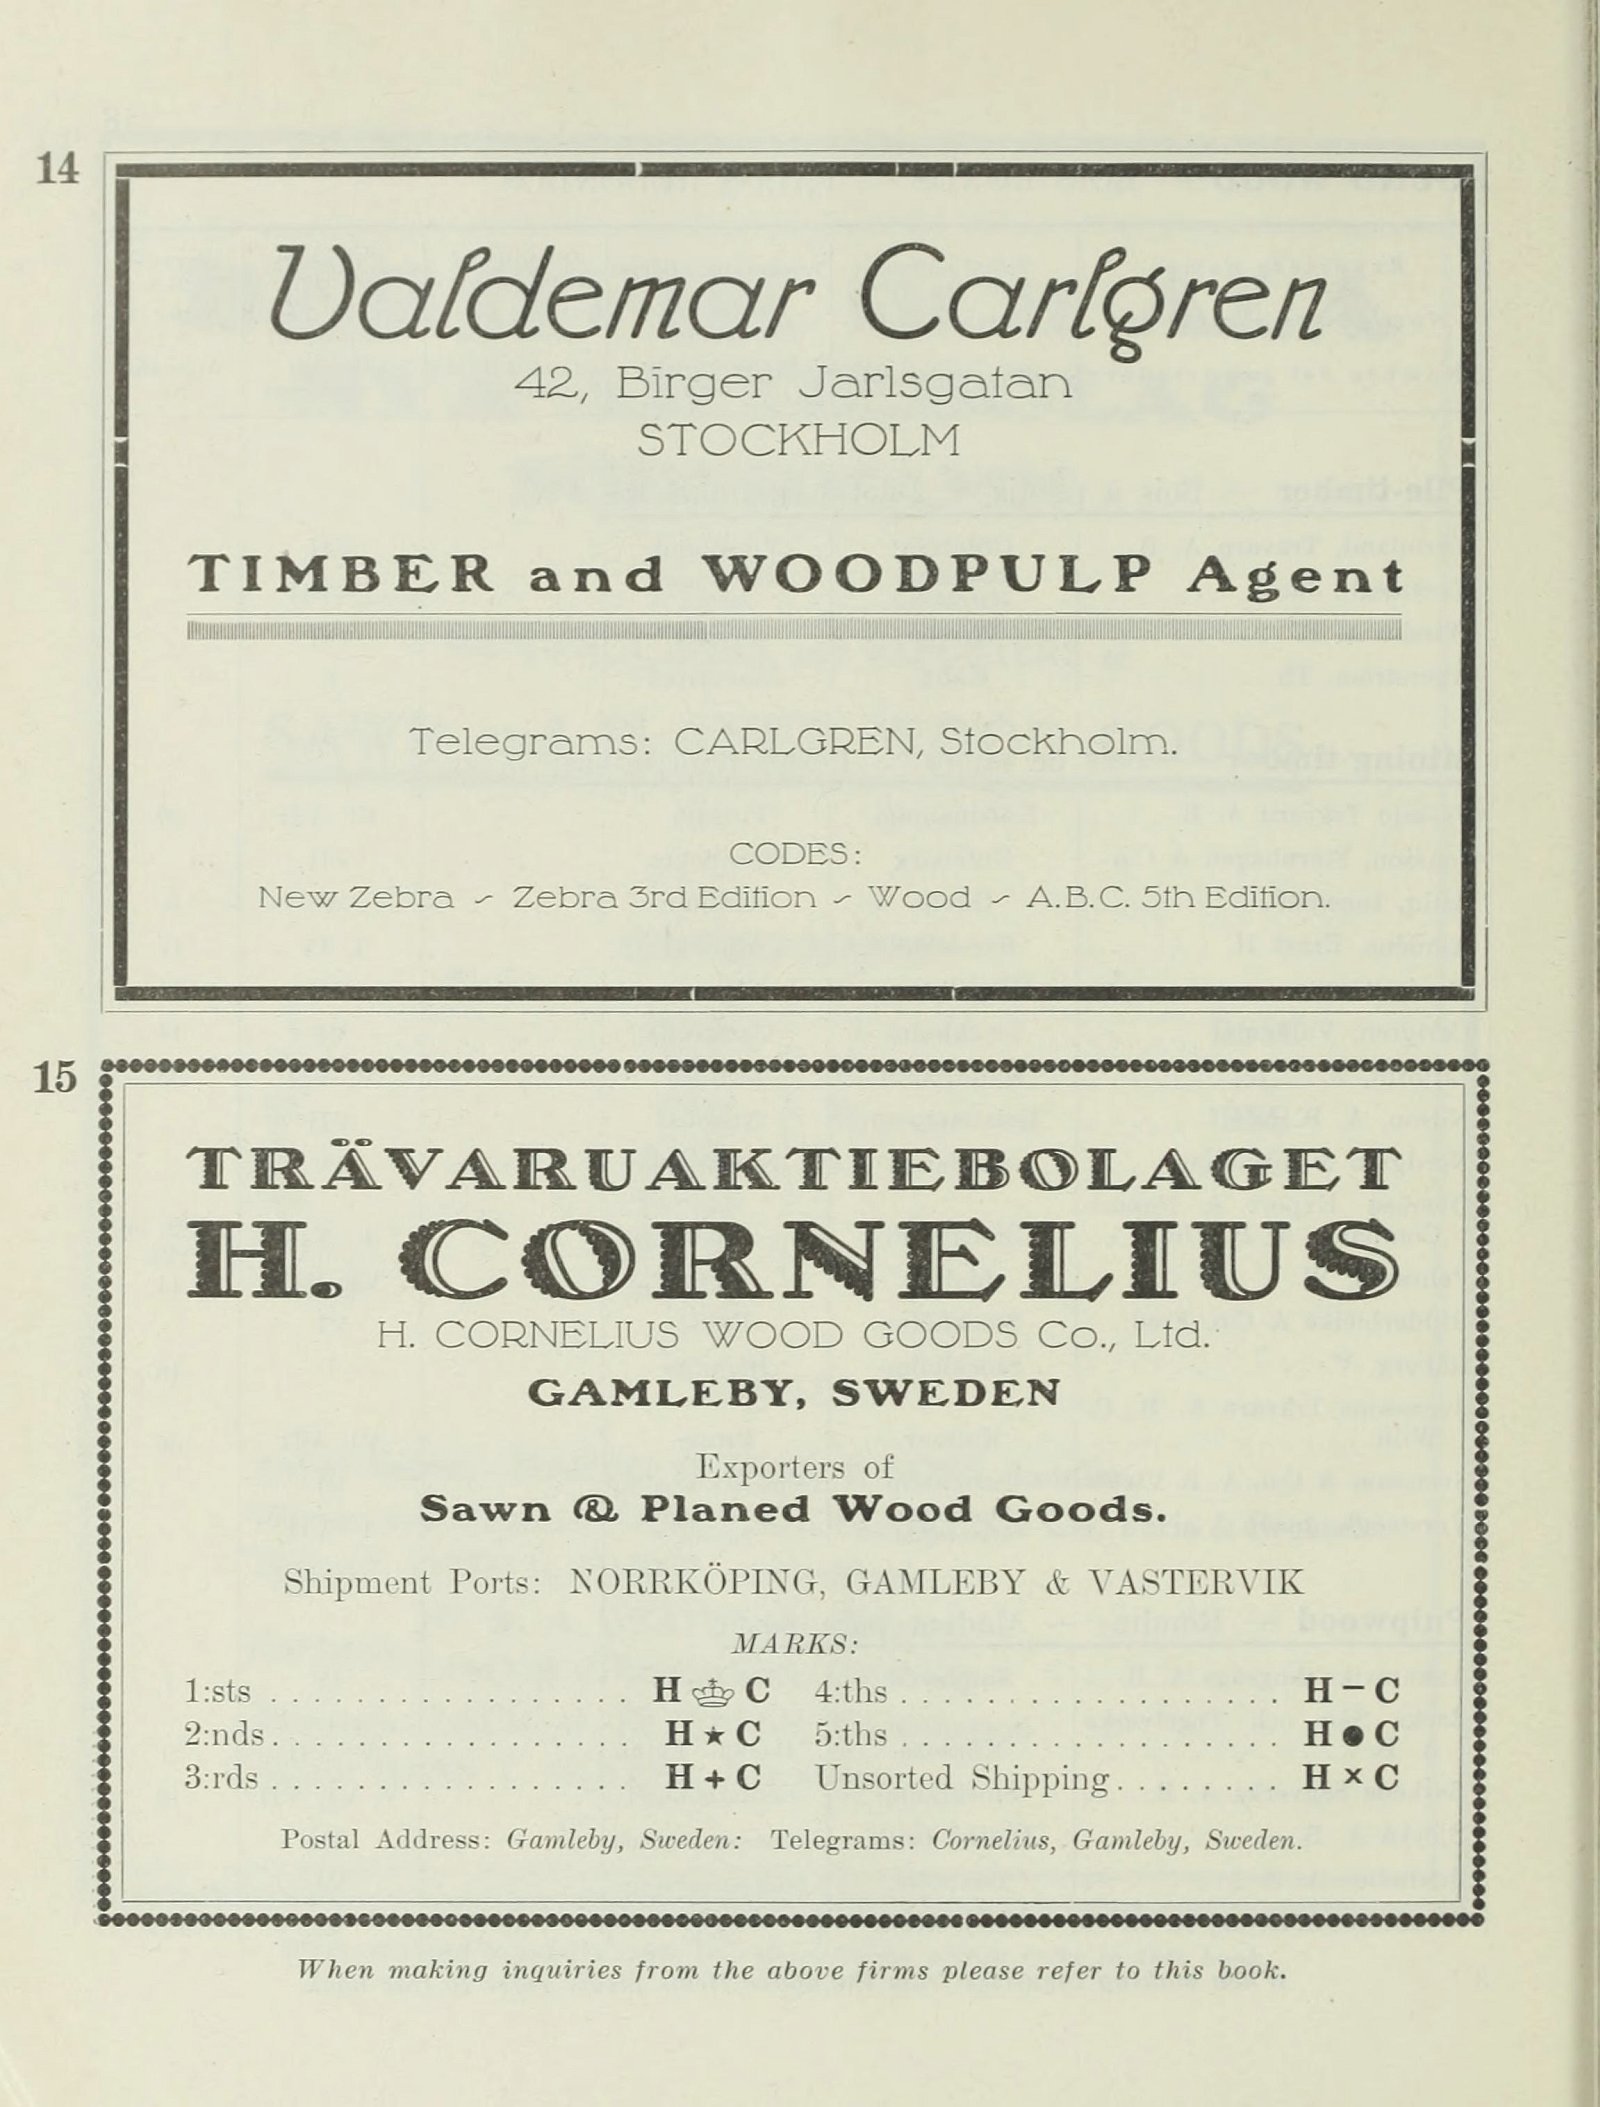 14
Valdemar Carlgren
42, Birger Jarlsgatan
STOCKHOLM
TIMBER and WOODPULP Agent
Telegrams: CARLGREN, Stockholm.
CODES:
New Zebra ~ Zebra 3rd Edition ~ Wood ~ A.B.C. 5th Edition.
15
TRÄVARUAKTIEBOLAGET
H. CORNELIUS
H. CORNELIUS WOOD GOODS Co., Ltd.
GAMLEBY, SWEDEN
Exporters of
Sawn & Planed Wood Goods.
Shipment Ports: NORRKÖPING, GAMLEBY & VASTERVIK
MARKS:
1:sts . . . . . . . . . . . . . . . . . H ♔ C 4:ths . . . . . . . . . . . . . . . . . . H – C
2:nds . . . . . . . . . . . . . . . . . H ★ C 5:ths . . . . . . . . . . . . . . . . . . H ● C
3:rds . . . . . . . . . . . . . . . . . H + C Unsorted Shipping . . . . . . . . H × C
Postal Address: Gamleby, Sweden: Telegrams: Cornelius, Gamleby, Sweden.
When making inquiries from the above firms please refer to this book.